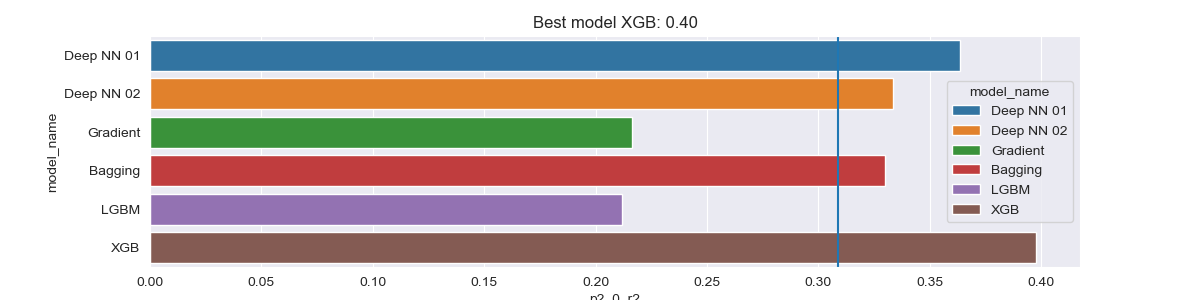 Best model XGB: 0.40
model_name
Deep NN 01
Deep NN 02
Gradient
Bagging
LGBM
XGB
model_name
Deep NN 01
Deep NN 02
Gradient
Bagging
LGBM
XGB
0.00 0.05 0.10 0.15 0.20 0.25 0.30 0.35 0.40